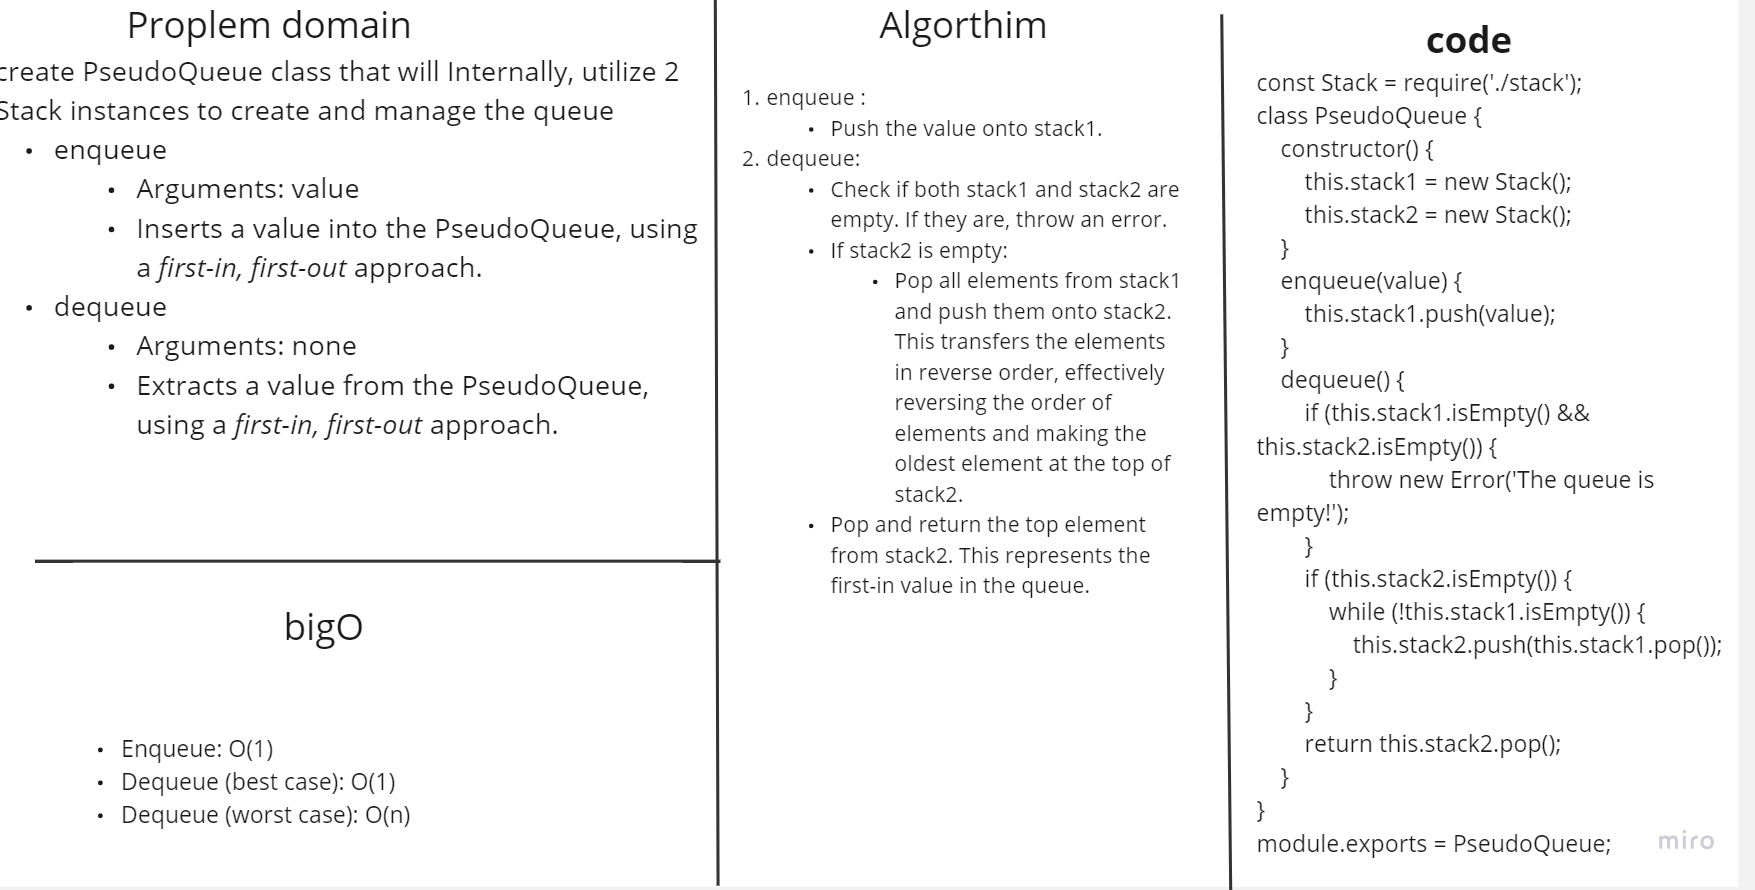 Proplem domain
create PseudoQueue class that will Internally, utilize 2
Stack instances to create and manage the queue
• enqueue
• Arguments: value
• Inserts a value into the PseudoQueue, using
a first-in, first-out approach.
• dequeue
• Arguments: none
• Extracts a value from the PseudoQueue,
using a first-in, first-out approach.
bigO
• Enqueue: O(1)
• Dequeue (best case): O(1)
• Dequeue (worst case): O(n)
Algorthim
1. enqueue :
• Push the value onto stack1.
2. dequeue:
• Check if both stack1 and stack2 are
empty. If they are, throw an error.
• If stack2 is empty:
• Pop all elements from stack1
and push them onto stack2.
This transfers the elements
in reverse order, effectively
reversing the order of
elements and making the
oldest element at the top of
stack2.
• Pop and return the top element
from stack2. This represents the
first-in value in the queue.
code
const Stack = require('./stack');
class PseudoQueue {
constructor() {
this.stack1 = new Stack();
this.stack2 = new Stack();
}
enqueue(value) {
this.stack1.push(value);
}
dequeue() {
if (this.stack1.isEmpty() &&
this.stack2.isEmpty()) {
throw new Error('The queue is
empty!');
}
if (this.stack2.isEmpty()) {
while (!this.stack1.isEmpty()) {
this.stack2.push(this.stack1.pop());
}
}
return this.stack2.pop();
}
}
module.exports = PseudoQueue;
miro